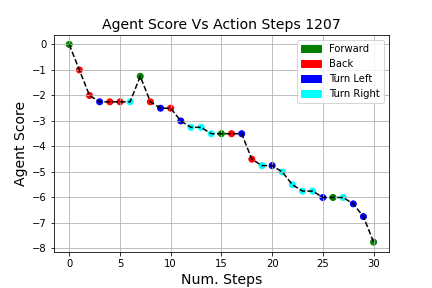 Agent Score Vs Action Steps 1207
Agent Score
0
−1
−2
−3
−4
−5
−6
−7
−8
Forward
Back
Turn Left
Turn Right
0 5 10 15 20 25 30
Num. Steps